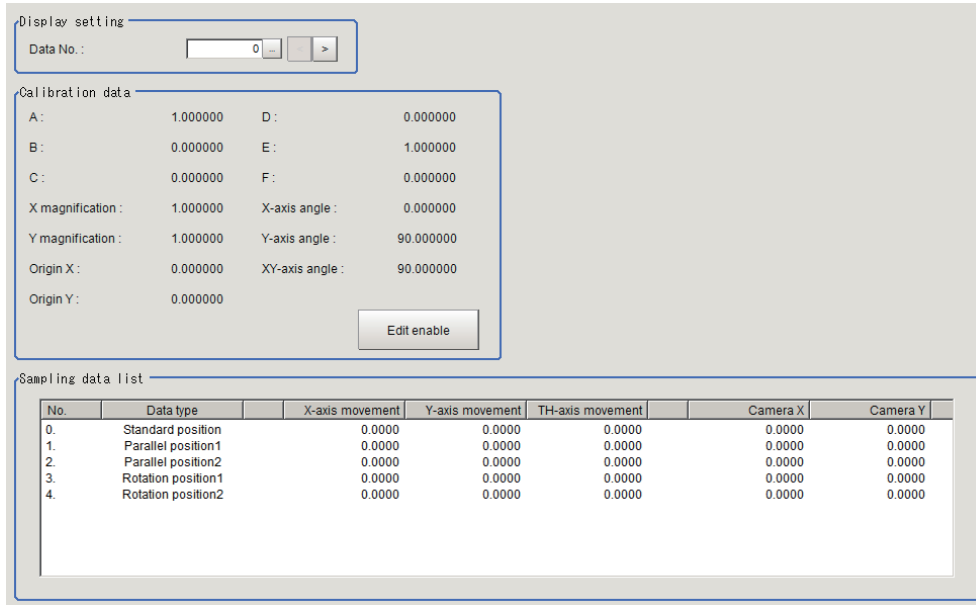 Display setting
Data No. : 0 ... < >
Calibration data
A : 1.000000 D : 0.000000
B : 0.000000 E : 1.000000
C : 0.000000 F : 0.000000
X magnification : 1.000000 X-axis angle : 0.000000
Y magnification : 1.000000 Y-axis angle : 90.000000
Origin X : 0.000000 XY-axis angle : 90.000000
Origin Y : 0.000000
Edit enable
Sampling data list
No. Data type X-axis movement Y-axis movement TH-axis movement Camera X Camera Y
0. Standard position 0.0000 0.0000 0.0000 0.0000 0.0000
1. Parallel position1 0.0000 0.0000 0.0000 0.0000 0.0000
2. Parallel position2 0.0000 0.0000 0.0000 0.0000 0.0000
3. Rotation position1 0.0000 0.0000 0.0000 0.0000 0.0000
4. Rotation position2 0.0000 0.0000 0.0000 0.0000 0.0000